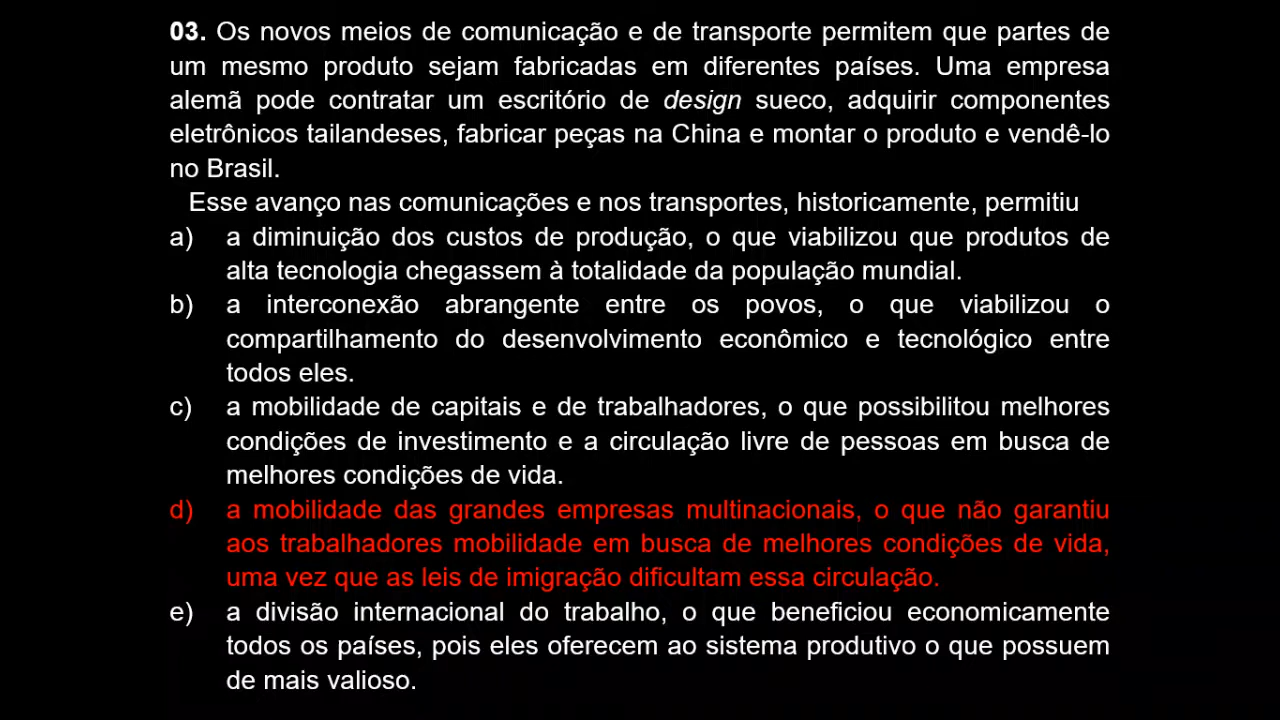 03. Os novos meios de comunicação e de transporte permitem que partes de
um mesmo produto sejam fabricadas em diferentes países. Uma empresa
alemã pode contratar um escritório de design sueco, adquirir componentes
eletrônicos tailandeses, fabricar peças na China e montar o produto e vendê-lo
no Brasil.
Esse avanço nas comunicações e nos transportes, historicamente, permitiu
a) a diminuição dos custos de produção, o que viabilizou que produtos de
alta tecnologia chegassem à totalidade da população mundial.
b) a interconexão abrangente entre os povos, o que viabilizou o
compartilhamento do desenvolvimento econômico e tecnológico entre
todos eles.
c) a mobilidade de capitais e de trabalhadores, o que possibilitou melhores
condições de investimento e a circulação livre de pessoas em busca de
melhores condições de vida.
d) a mobilidade das grandes empresas multinacionais, o que não garantiu
aos trabalhadores mobilidade em busca de melhores condições de vida,
uma vez que as leis de imigração dificultam essa circulação.
e) a divisão internacional do trabalho, o que beneficiou economicamente
todos os países, pois eles oferecem ao sistema produtivo o que possuem
de mais valioso.